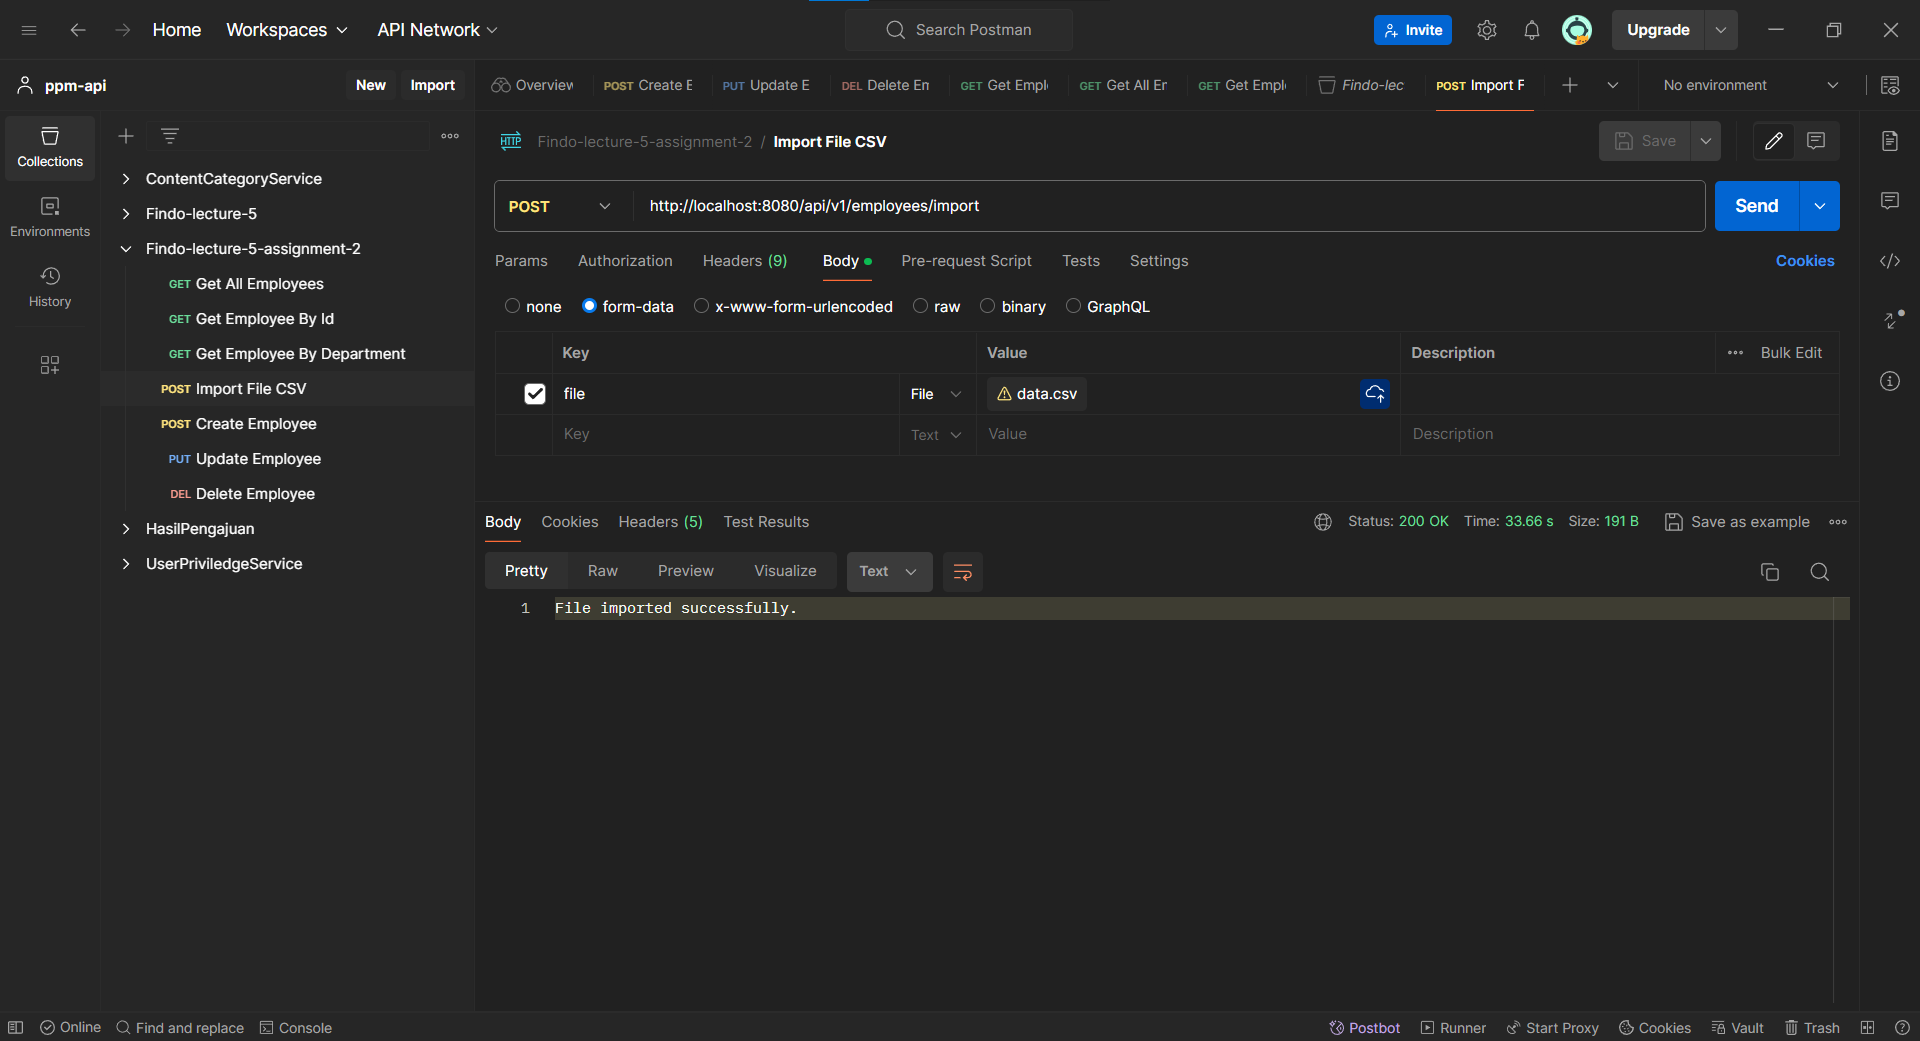 Home
Workspaces
API Network
Search Postman
Invite
Upgrade
ppm-api
New
Import
Overview
POST Create E
PUT Update E
DEL Delete Em
GET Get Empl
GET Get All Er
GET Get Empl
Findo-lec
POST Import F
No environment
Collections
Environments
History
ContentCategoryService
Findo-lecture-5
Findo-lecture-5-assignment-2
GET Get All Employees
GET Get Employee By Id
GET Get Employee By Department
POST Import File CSV
POST Create Employee
PUT Update Employee
DEL Delete Employee
HasilPengajuan
UserPriviledgeService
HTTP Findo-lecture-5-assignment-2 / Import File CSV
Save
POST http://localhost:8080/api/v1/employees/import
Send
Params Authorization Headers (9) Body Pre-request Script Tests Settings
Cookies
none form-data x-www-form-urlencoded raw binary GraphQL
Key Value Description Bulk Edit
file File data.csv
Key Text Value Description
Body Cookies Headers (5) Test Results
Status: 200 OK Time: 33.66 s Size: 191 B Save as example
Pretty Raw Preview Visualize Text
1 File imported successfully.
Online Find and replace Console
Postbot Runner Start Proxy Cookies Vault Trash